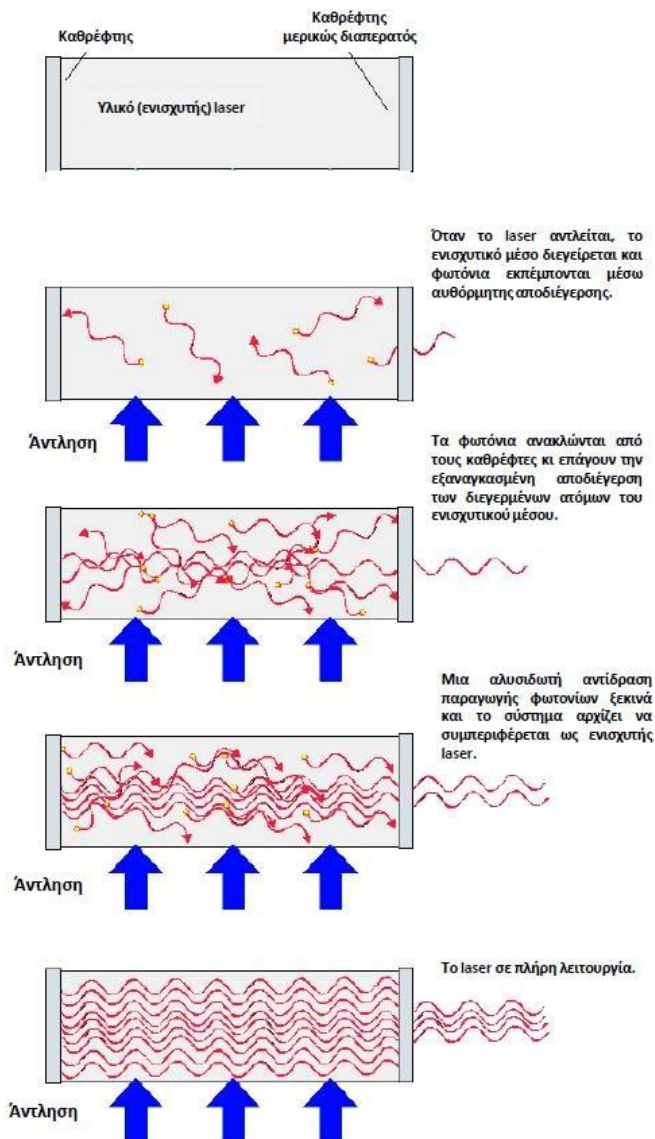 Καθρέφτης
Καθρέφτης
μερικώς διαπερατός
Υλικό (ενισχυτής) laser
Όταν το laser αντλείται, το
ενισχυτικό μέσο διεγείρεται και
φωτόνια εκπέμπονται μέσω
αυθόρμητης αποδιέγερσης.
Άντληση
Τα φωτόνια ανακλώνται από
τους καθρέφτες κι επάγουν την
εξαναγκασμένη αποδιέγερση
των διεγερμένων ατόμων του
ενισχυτικού μέσου.
Άντληση
Μια αλυσιδωτή αντίδραση
παραγωγής φωτονίων ξεκινά
και το σύστημα αρχίζει να
συμπεριφέρεται ως ενισχυτής
laser.
Άντληση
Το laser σε πλήρη λειτουργία.
Άντληση